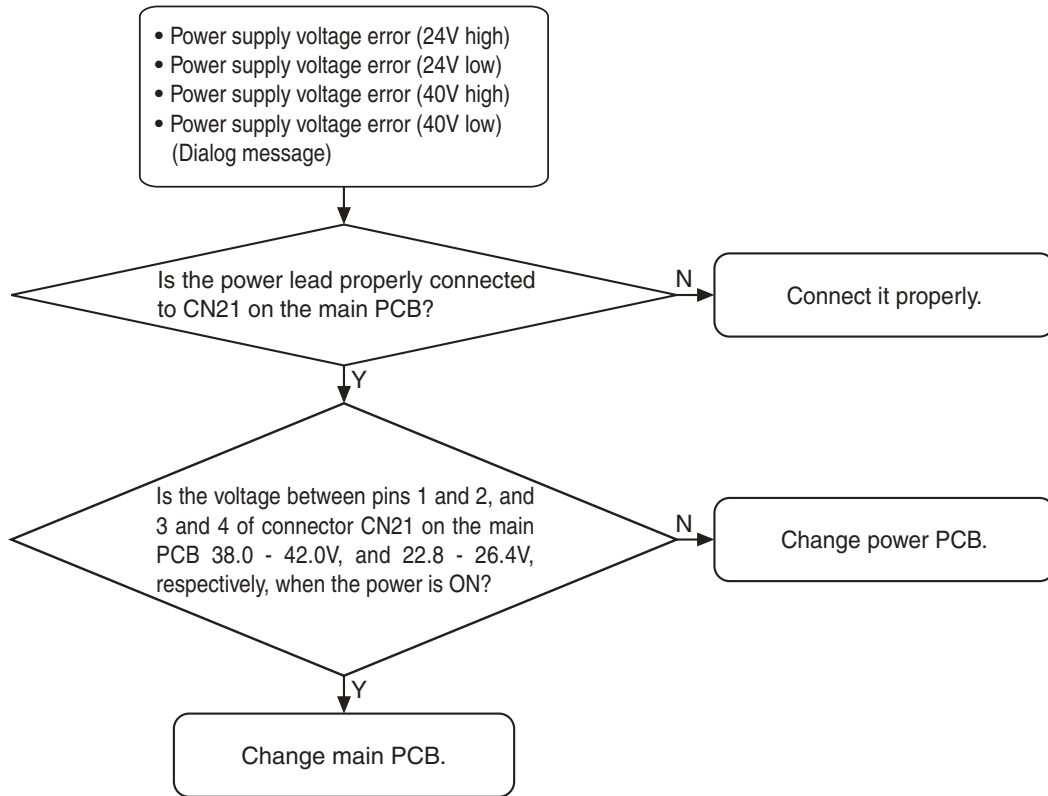 • Power supply voltage error (24V high)
• Power supply voltage error (24V low)
• Power supply voltage error (40V high)
• Power supply voltage error (40V low)
(Dialog message)
Is the power lead properly connected
to CN21 on the main PCB?
N
Connect it properly.
Y
Is the voltage between pins 1 and 2, and
3 and 4 of connector CN21 on the main
PCB 38.0 - 42.0V, and 22.8 - 26.4V,
respectively, when the power is ON?
N
Change power PCB.
Y
Change main PCB.